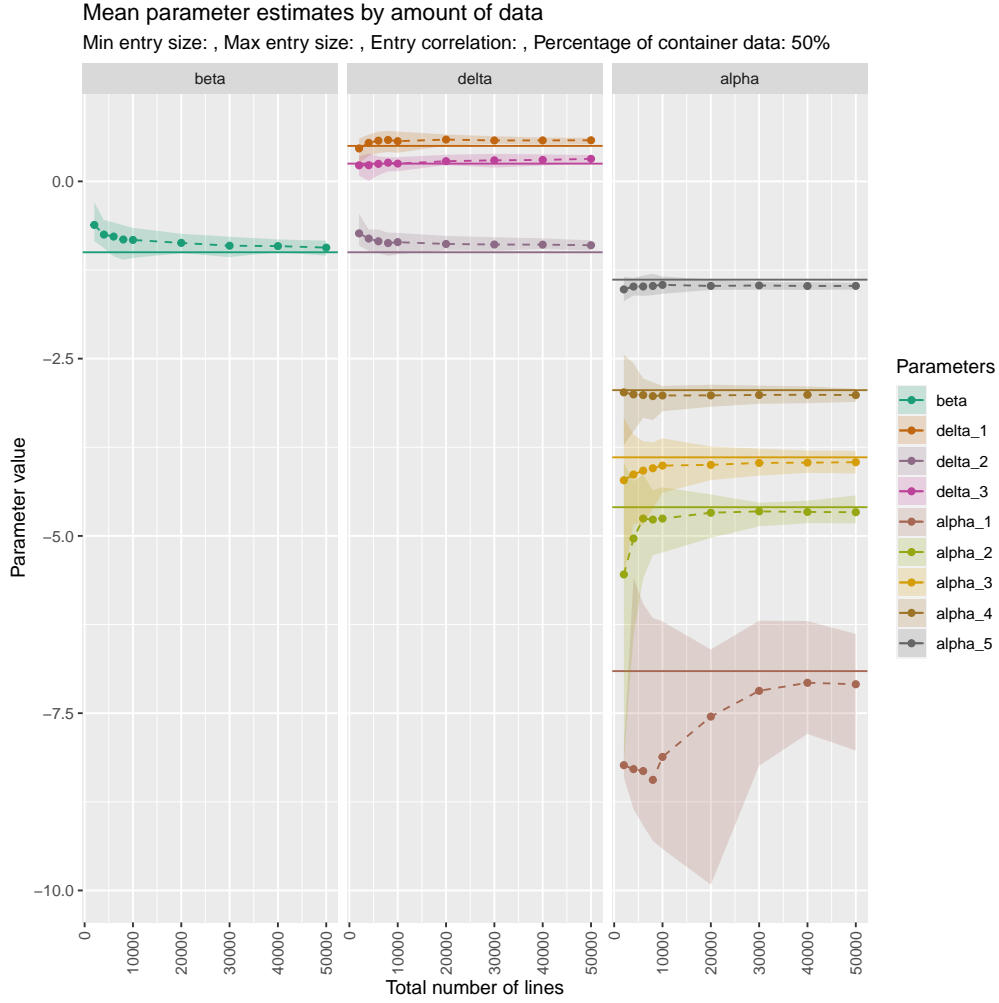 Mean parameter estimates by amount of data
Min entry size: , Max entry size: , Entry correlation: , Percentage of container data: 50%
beta
delta
alpha
0.0
−2.5
−5.0
−7.5
−10.0
Parameter value
0
10000
20000
30000
40000
50000
0
10000
20000
30000
40000
50000
0
10000
20000
30000
40000
50000
Total number of lines
Parameters
beta
delta_1
delta_2
delta_3
alpha_1
alpha_2
alpha_3
alpha_4
alpha_5